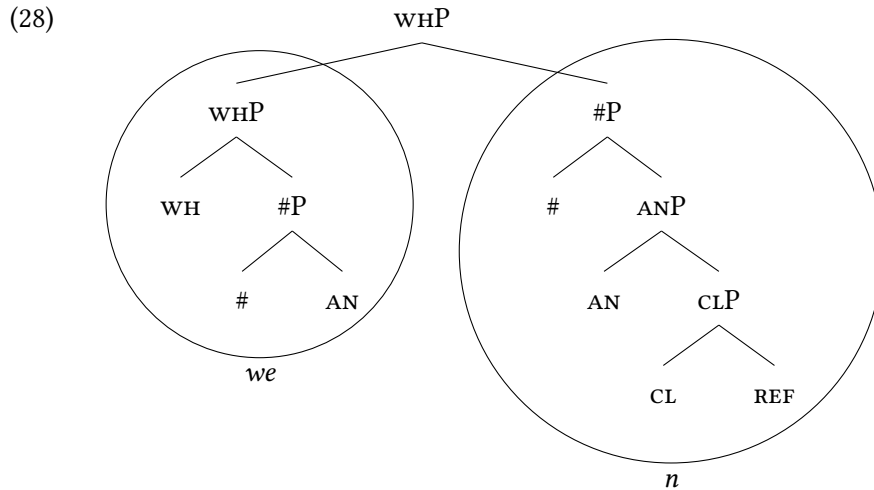 (28) WHP
WHP #P
WH #P # ANP
# AN AN CLP
we CL REF
n